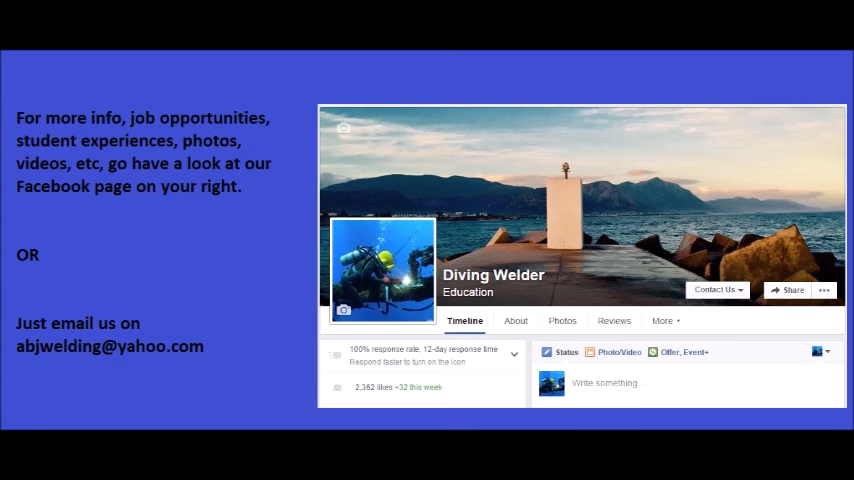 For more info, job opportunities,
student experiences, photos,
videos, etc, go have a look at our
Facebook page on your right.
OR
Just email us on
abjwelding@yahoo.com
Diving Welder
Education
Contact Us
Share
Timeline About Photos Reviews More
100% response rate, 12-day response time
Respond faster to turn on the icon
2,362 likes +32 this week
Status Photo/Video Offer, Event+
Write something...